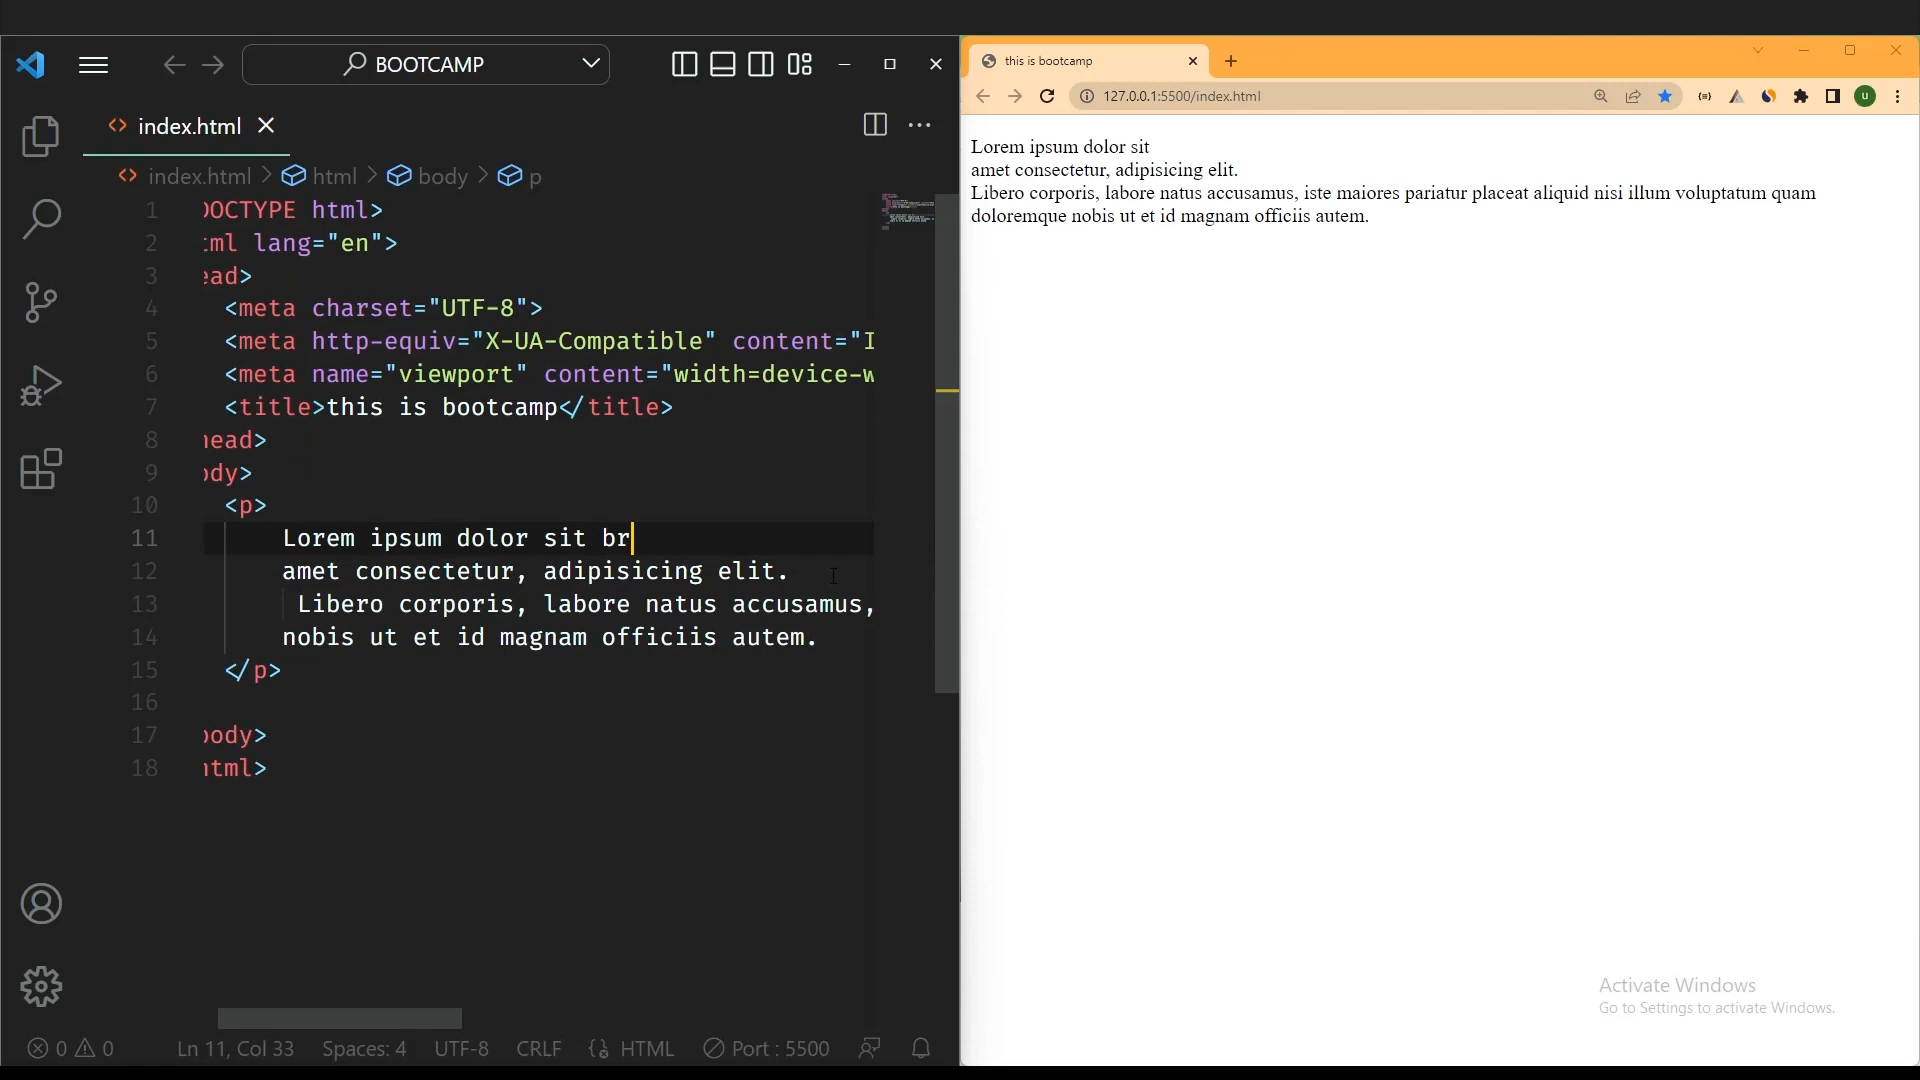 BOOTCAMP
index.html
index.html > html > body > p
1 DOCTYPE html>
2 tml lang="en">
3 ead>
4 <meta charset="UTF-8">
5 <meta http-equiv="X-UA-Compatible" content="I
6 <meta name="viewport" content="width=device-w
7 <title>this is bootcamp</title>
8 head>
9 ody>
10 <p>
11 Lorem ipsum dolor sit br
12 amet consectetur, adipisicing elit.
13 Libero corporis, labore natus accusamus,
14 nobis ut et id magnam officiis autem.
15 </p>
16
17 body>
18 html>
0 0 Ln 11, Col 33 Spaces: 4 UTF-8 CRLF HTML Port : 5500
this is bootcamp
127.0.0.1:5500/index.html
U
Lorem ipsum dolor sit
amet consectetur, adipisicing elit.
Libero corporis, labore natus accusamus, iste maiores pariatur placeat aliquid nisi illum voluptatum quam
doloremque nobis ut et id magnam officiis autem.
Activate Windows
Go to Settings to activate Windows.